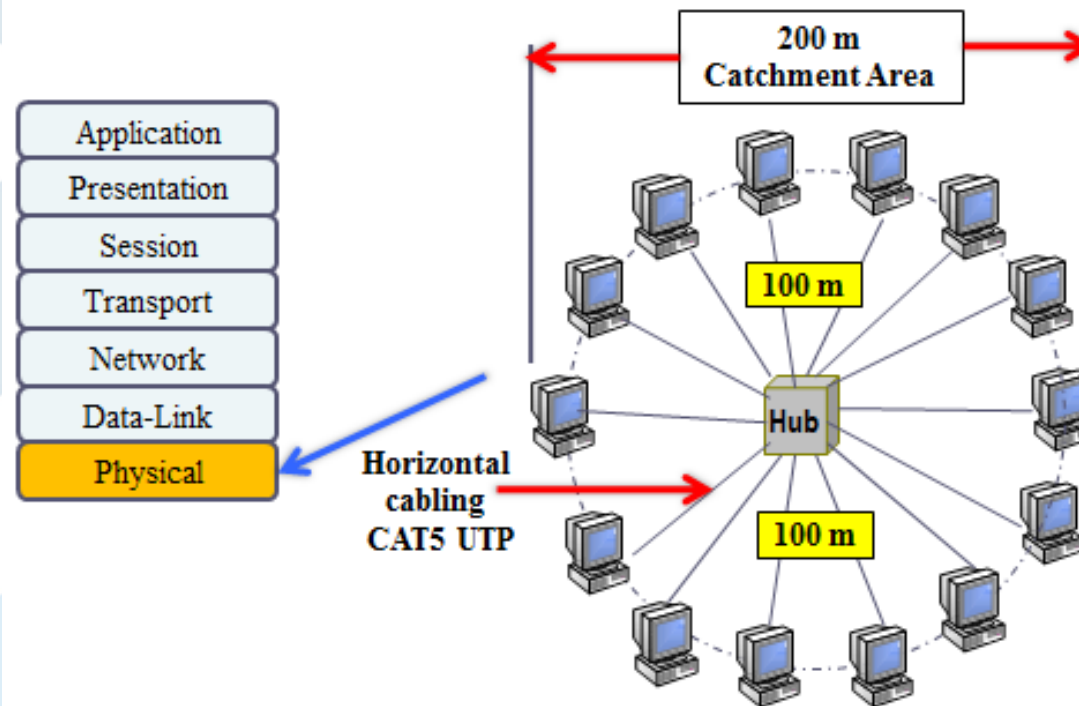 200 m
Catchment Area
Application
Presentation
Session
Transport
Network
Data-Link
Physical
100 m
Hub
Horizontal
cabling
CAT5 UTP
100 m